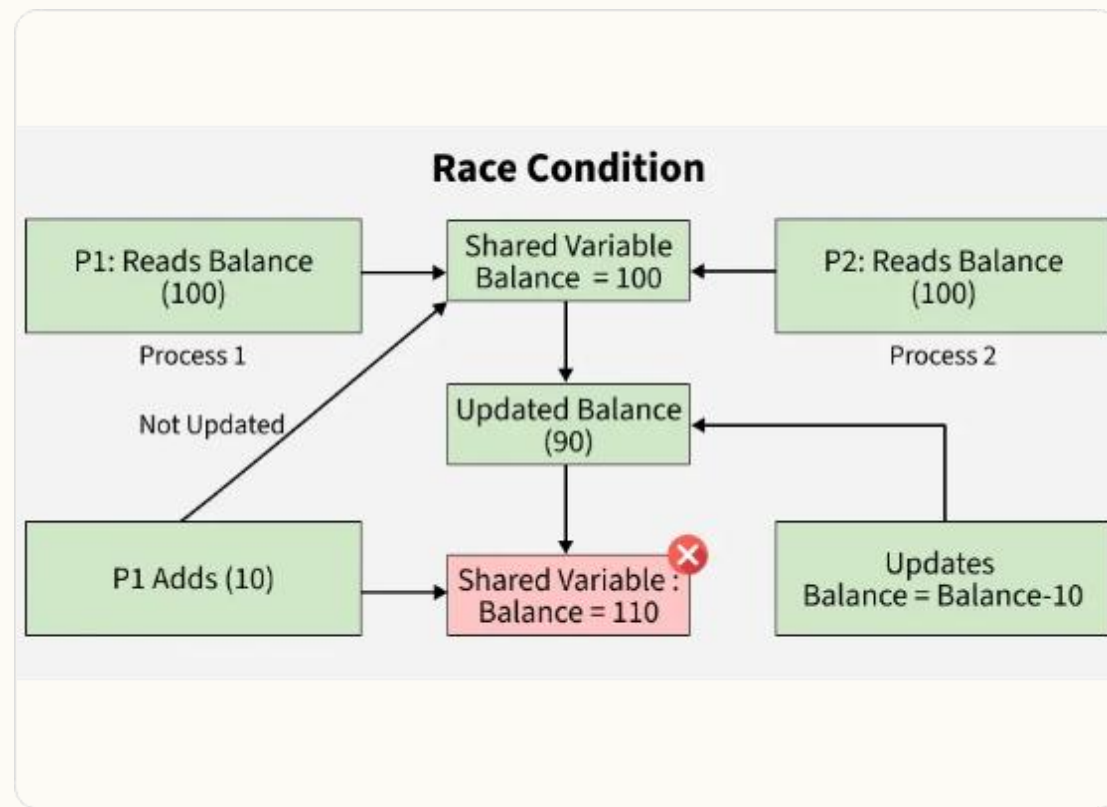 Race Condition
P1: Reads Balance
(100)
Process 1
Shared Variable
Balance = 100
P2: Reads Balance
(100)
Process 2
Not Updated
Updated Balance
(90)
P1 Adds (10)
Shared Variable :
Balance = 110
Updates
Balance = Balance-10